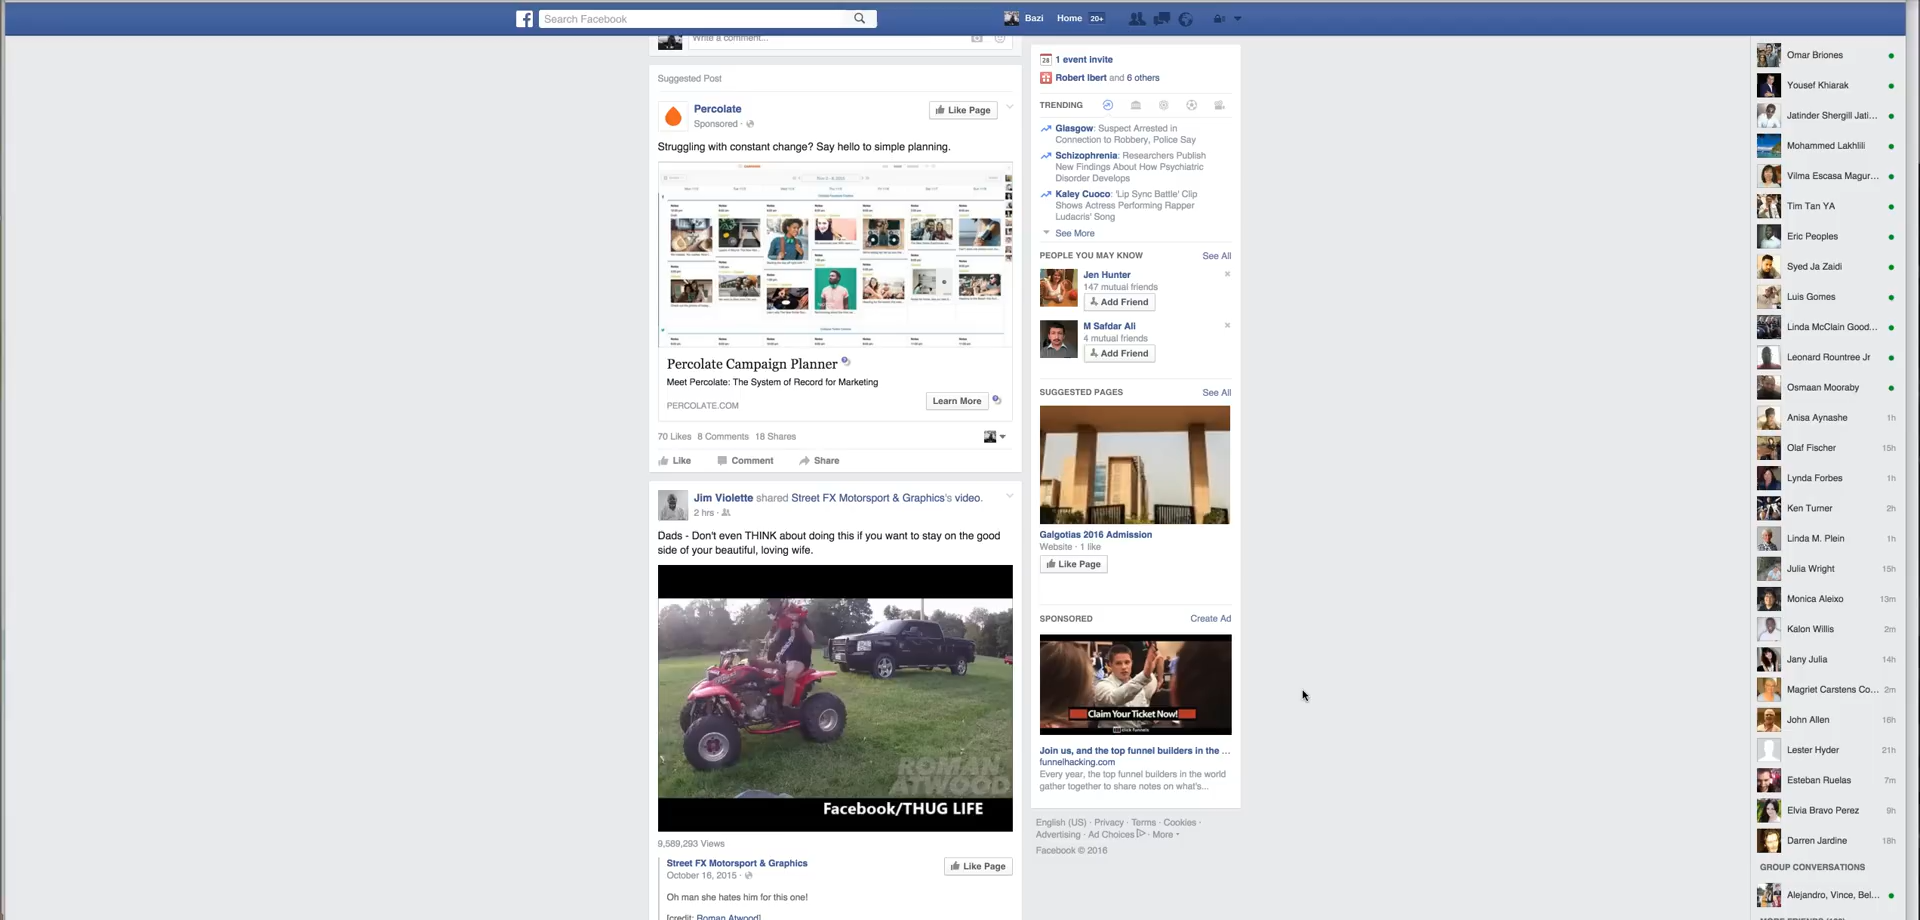 Search Facebook
Bazi
Home 20+
Write a comment...
Suggested Post
Percolate
Sponsored ·
Like Page
Struggling with constant change? Say hello to simple planning.
Percolate Campaign Planner
Meet Percolate: The System of Record for Marketing
PERCOLATE.COM
Learn More
70 Likes 8 Comments 18 Shares
Like Comment Share
Jim Violette shared Street FX Motorsport & Graphics's video.
2 hrs ·
Dads - Don't even THINK about doing this if you want to stay on the good
side of your beautiful, loving wife.
ROMAN
ATWOOD
Facebook/THUG LIFE
9,589,293 Views
Street FX Motorsport & Graphics
October 16, 2015 ·
Like Page
Oh man she hates him for this one!
[credit: Roman Atwood]
28 1 event invite
Robert Ibert and 6 others
TRENDING
Glasgow: Suspect Arrested in
Connection to Robbery, Police Say
Schizophrenia: Researchers Publish
New Findings About How Psychiatric
Disorder Develops
Kaley Cuoco: 'Lip Sync Battle' Clip
Shows Actress Performing Rapper
Ludacris' Song
See More
PEOPLE YOU MAY KNOW See All
Jen Hunter
147 mutual friends
Add Friend
M Safdar Ali
4 mutual friends
Add Friend
SUGGESTED PAGES See All
Galgotias 2016 Admission
Website · 1 like
Like Page
SPONSORED Create Ad
Claim Your Ticket Now!
click funnels
Join us, and the top funnel builders in the ...
funnelhacking.com
Every year, the top funnel builders in the world
gather together to share notes on what's...
English (US) · Privacy · Terms · Cookies ·
Advertising · Ad Choices · More
Facebook © 2016
Omar Briones
Yousef Khiarak
Jatinder Shergill Jati...
Mohammed Lakhlili
Vilma Escasa Magur...
Tim Tan YA
Eric Peoples
Syed Ja Zaidi
Luis Gomes
Linda McClain Good...
Leonard Rountree Jr
Osmaan Mooraby
Anisa Aynashe 1h
Olaf Fischer 15h
Lynda Forbes 1h
Ken Turner 2h
Linda M. Plein 1h
Julia Wright 15h
Monica Aleixo 13m
Kalon Willis 2m
Jany Julia 14h
Magriet Carstens Co... 2m
John Allen 16h
Lester Hyder 21h
Esteban Ruelas 7m
Elvia Bravo Perez 9h
Darren Jardine 18h
GROUP CONVERSATIONS
Alejandro, Vince, Bel...